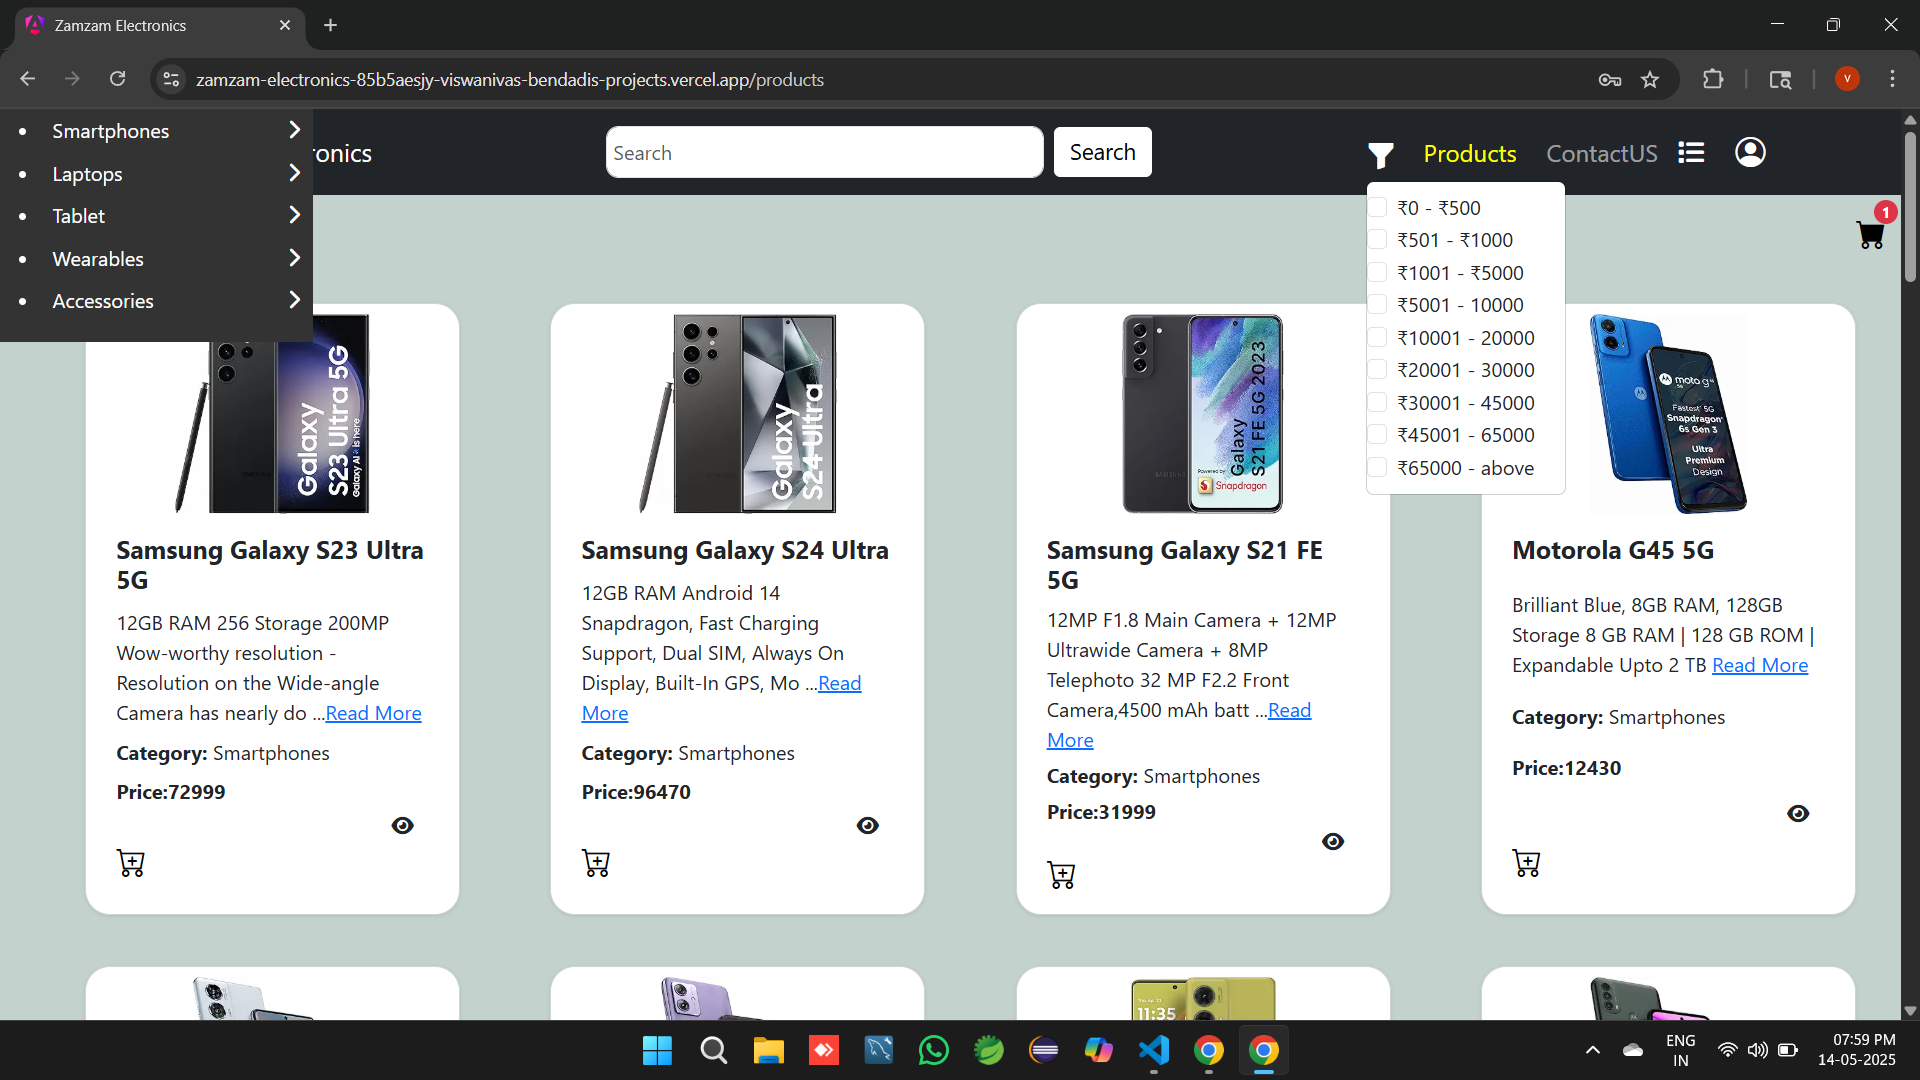 Zamzam Electronics
zamzam-electronics-85b5aesjy-viswanivas-bendadis-projects.vercel.app/products
V
Smartphones
Laptops
Tablet
Wearables
Accessories
ronics
Search
Search
Products
ContactUS
1
₹0 - ₹500
₹501 - ₹1000
₹1001 - ₹5000
₹5001 - 10000
₹10001 - 20000
₹20001 - 30000
₹30001 - 45000
₹45001 - 65000
₹65000 - above
Galaxy
S23 Ultra 5G
Galaxy AI is here
Galaxy
S24 Ultra
SAMSUNG
Galaxy
S21 FE 5G 2023
Powered by
Snapdragon
moto g45
5G
Fastest 5G
Snapdragon
6s Gen 3
Ultra
Premium
Design
Samsung Galaxy S23 Ultra
5G
12GB RAM 256 Storage 200MP
Wow-worthy resolution -
Resolution on the Wide-angle
Camera has nearly do ...Read More
Category: Smartphones
Price:72999
Samsung Galaxy S24 Ultra
12GB RAM Android 14
Snapdragon, Fast Charging
Support, Dual SIM, Always On
Display, Built-In GPS, Mo ...Read
More
Category: Smartphones
Price:96470
Samsung Galaxy S21 FE
5G
12MP F1.8 Main Camera + 12MP
Ultrawide Camera + 8MP
Telephoto 32 MP F2.2 Front
Camera,4500 mAh batt ...Read
More
Category: Smartphones
Price:31999
Motorola G45 5G
Brilliant Blue, 8GB RAM, 128GB
Storage 8 GB RAM | 128 GB ROM |
Expandable Upto 2 TB Read More
Category: Smartphones
Price:12430
11:35
ENG
IN
07:59 PM
14-05-2025